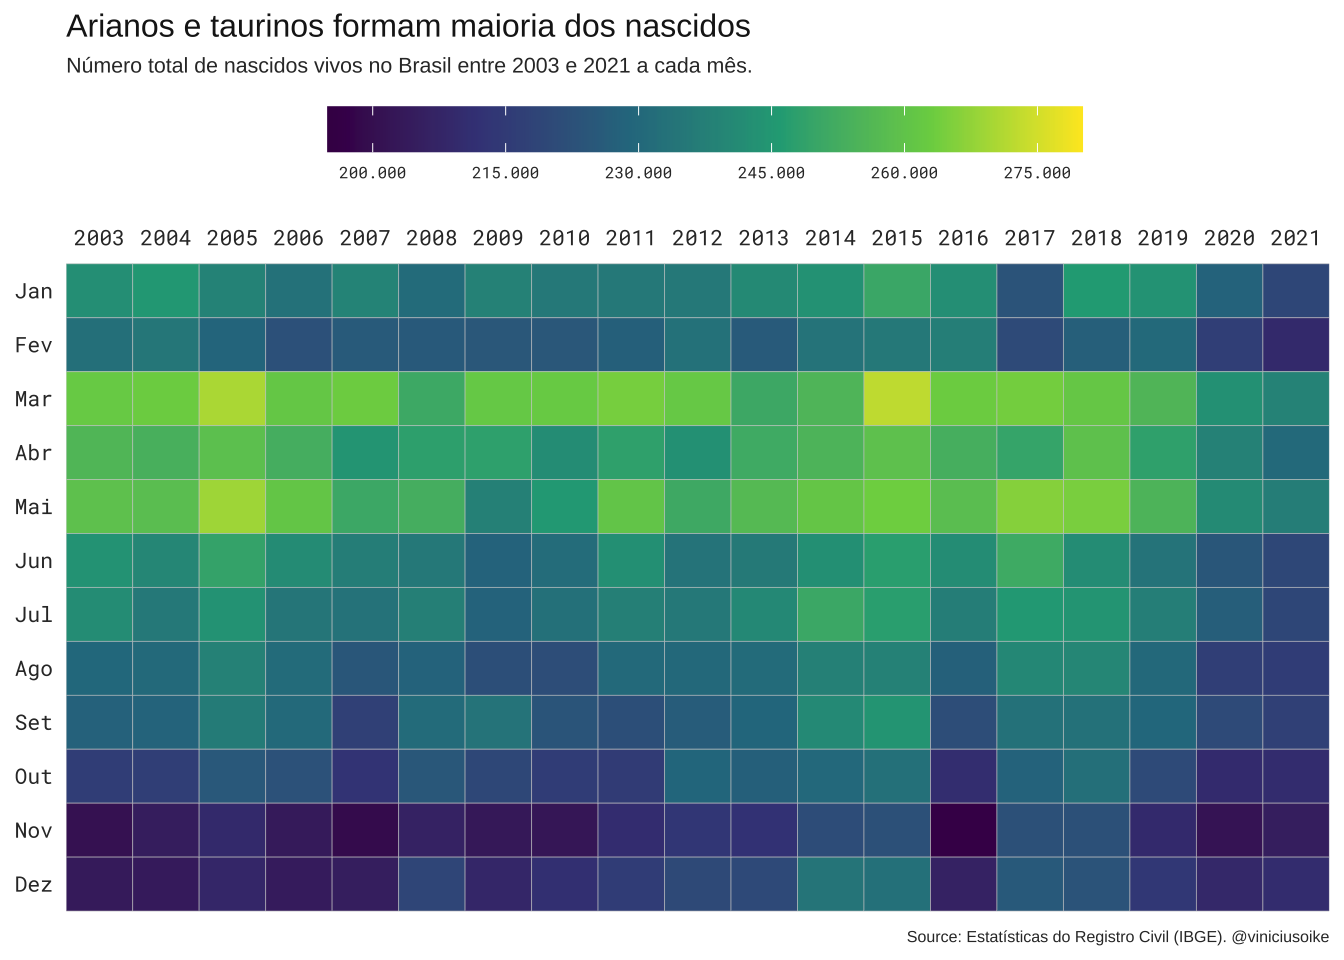 Arianos e taurinos formam maioria dos nascidos
Número total de nascidos vivos no Brasil entre 2003 e 2021 a cada mês.
200.000 215.000 230.000 245.000 260.000 275.000
2003 2004 2005 2006 2007 2008 2009 2010 2011 2012 2013 2014 2015 2016 2017 2018 2019 2020 2021
Jan
Fev
Mar
Abr
Mai
Jun
Jul
Ago
Set
Out
Nov
Dez
Source: Estatísticas do Registro Civil (IBGE). @viniciusoike